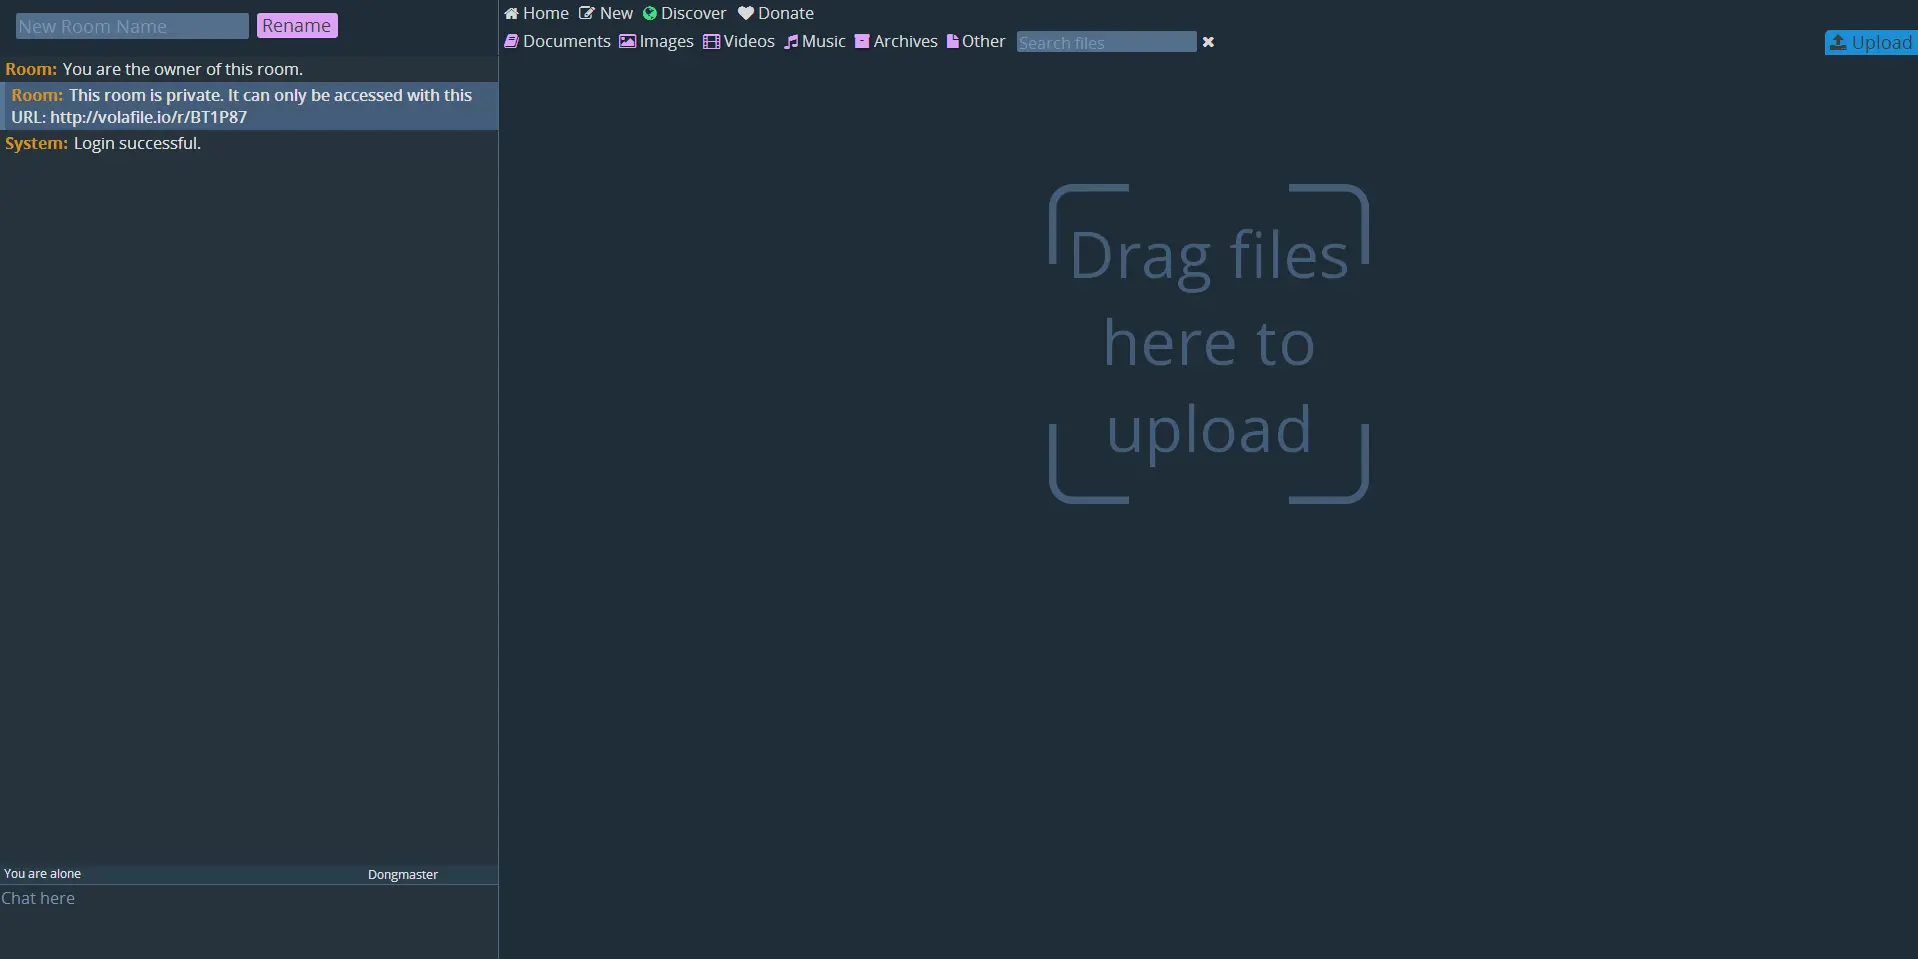 New Room Name Rename
Home New Discover Donate
Documents Images Videos Music Archives Other Search files
Upload
Room: You are the owner of this room.
Room: This room is private. It can only be accessed with this
URL: http://volafile.io/r/BT1P87
System: Login successful.
Drag files
here to
upload
You are alone Dongmaster
Chat here